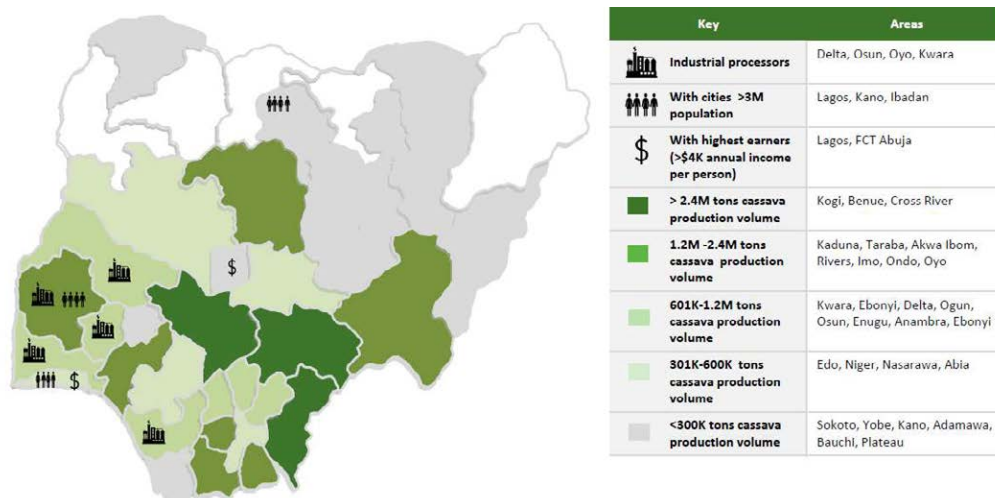 Key Areas
Industrial processors
Delta, Osun, Oyo, Kwara
With cities >3M
population
Lagos, Kano, Ibadan
$
With highest earners
(>$4K annual income
per person)
Lagos, FCT Abuja
> 2.4M tons cassava
production volume
Kogi, Benue, Cross River
1.2M -2.4M tons
cassava production
volume
Kaduna, Taraba, Akwa Ibom,
Rivers, Imo, Ondo, Oyo
601K-1.2M tons
cassava production
volume
Kwara, Ebonyi, Delta, Ogun,
Osun, Enugu, Anambra, Ebonyi
301K-600K tons
cassava production
volume
Edo, Niger, Nasarawa, Abia
<300K tons cassava
production volume
Sokoto, Yobe, Kano, Adamawa,
Bauchi, Plateau
$
$